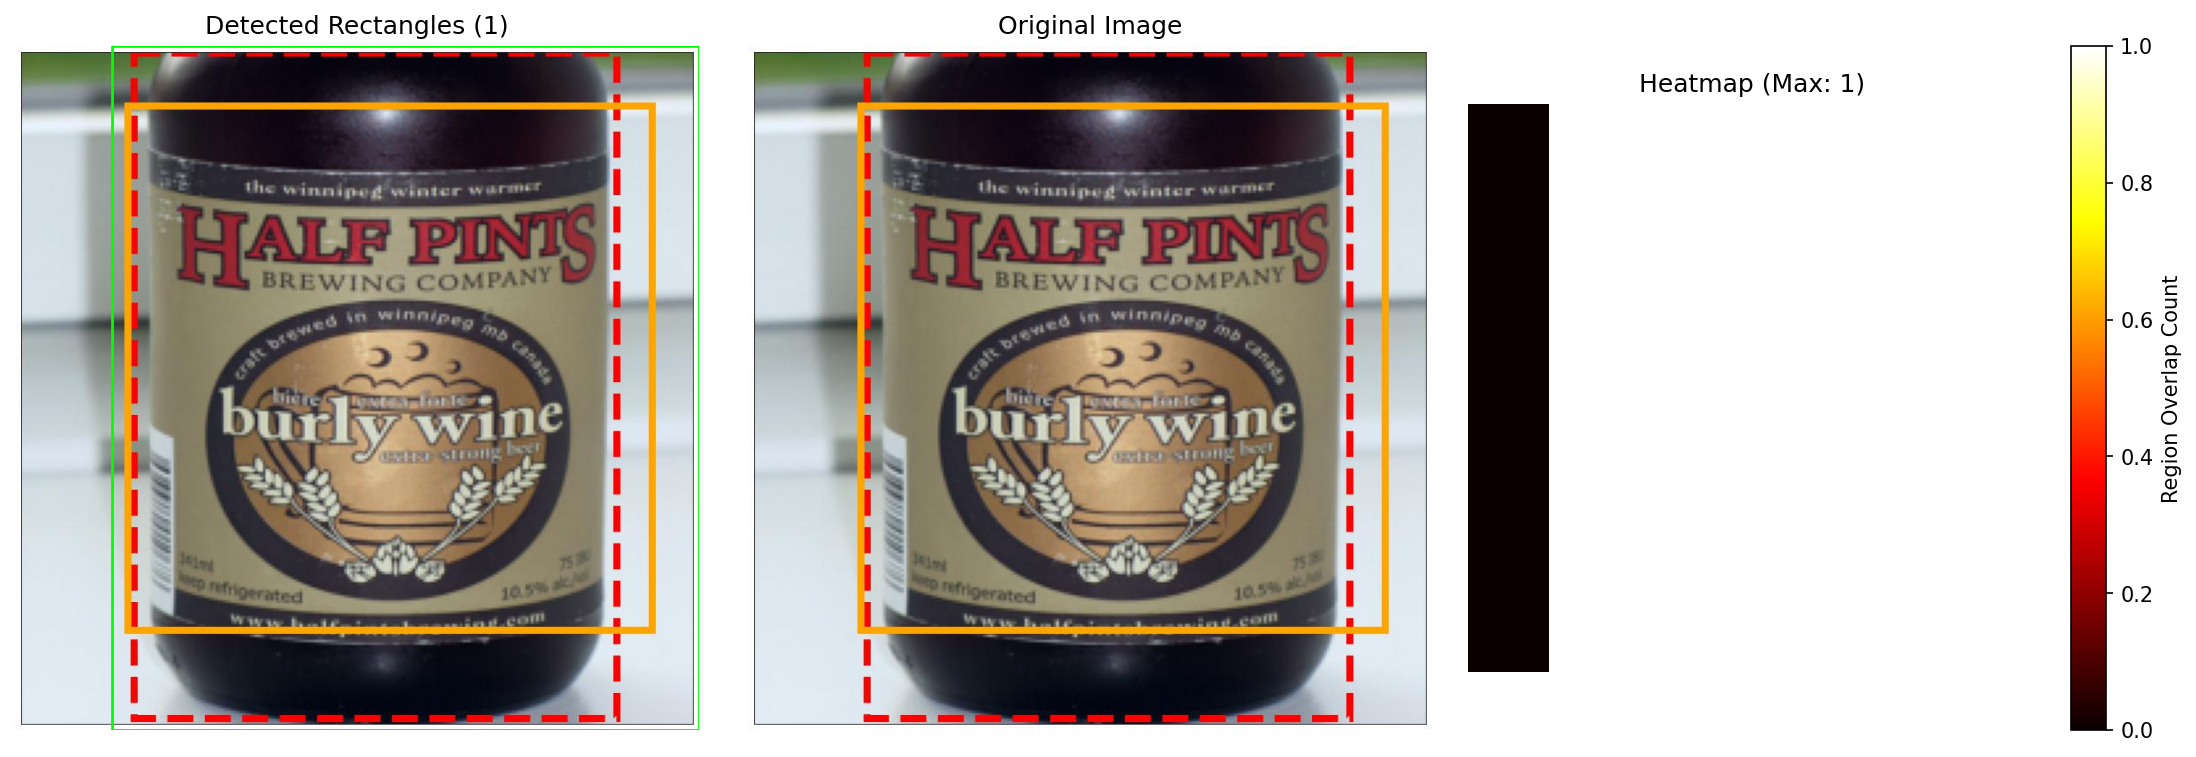 Detected Rectangles (1)
the winnipeg winter warmer
HALF PINTS
BREWING COMPANY
craft brewed in winnipeg mb canada
bière extra-forte
burly wine
extra-strong beer
341ml
keep refrigerated
75 IBU
10.5% alc./vol.
www.halfpintsbrewing.com
Original Image
the winnipeg winter warmer
HALF PINTS
BREWING COMPANY
craft brewed in winnipeg mb canada
bière extra-forte
burly wine
extra-strong beer
341ml
keep refrigerated
75 IBU
10.5% alc./vol.
www.halfpintsbrewing.com
Heatmap (Max: 1)
1.0
0.8
0.6
0.4
0.2
0.0
Region Overlap Count